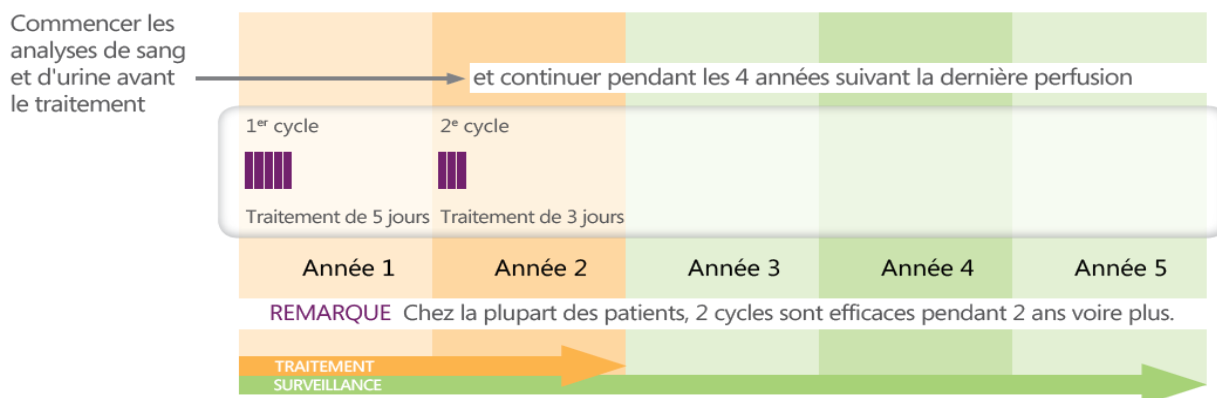 Commencer les
analyses de sang
et d'urine avant
le traitement
et continuer pendant les 4 années suivant la dernière perfusion
1er cycle
2e cycle
Traitement de 5 jours
Traitement de 3 jours
Année 1
Année 2
Année 3
Année 4
Année 5
REMARQUE Chez la plupart des patients, 2 cycles sont efficaces pendant 2 ans voire plus.
TRAITEMENT
SURVEILLANCE